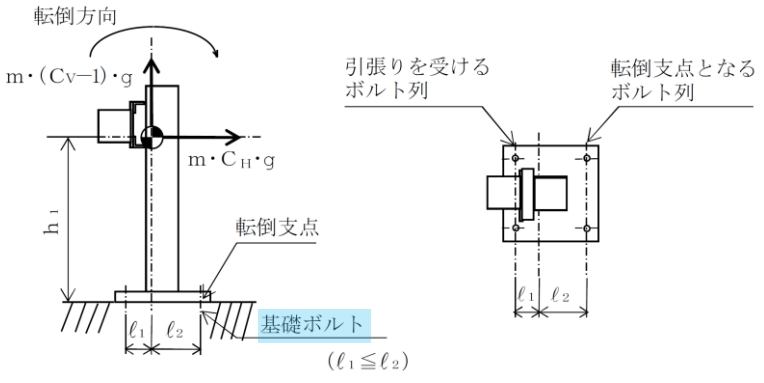 転倒方向
m・(Cv－1)・g
m・CH・g
h1
転倒支点
ℓ1
ℓ2
基礎ボルト
(ℓ1≦ℓ2)
引張りを受ける
ボルト列
転倒支点となる
ボルト列
ℓ1
ℓ2